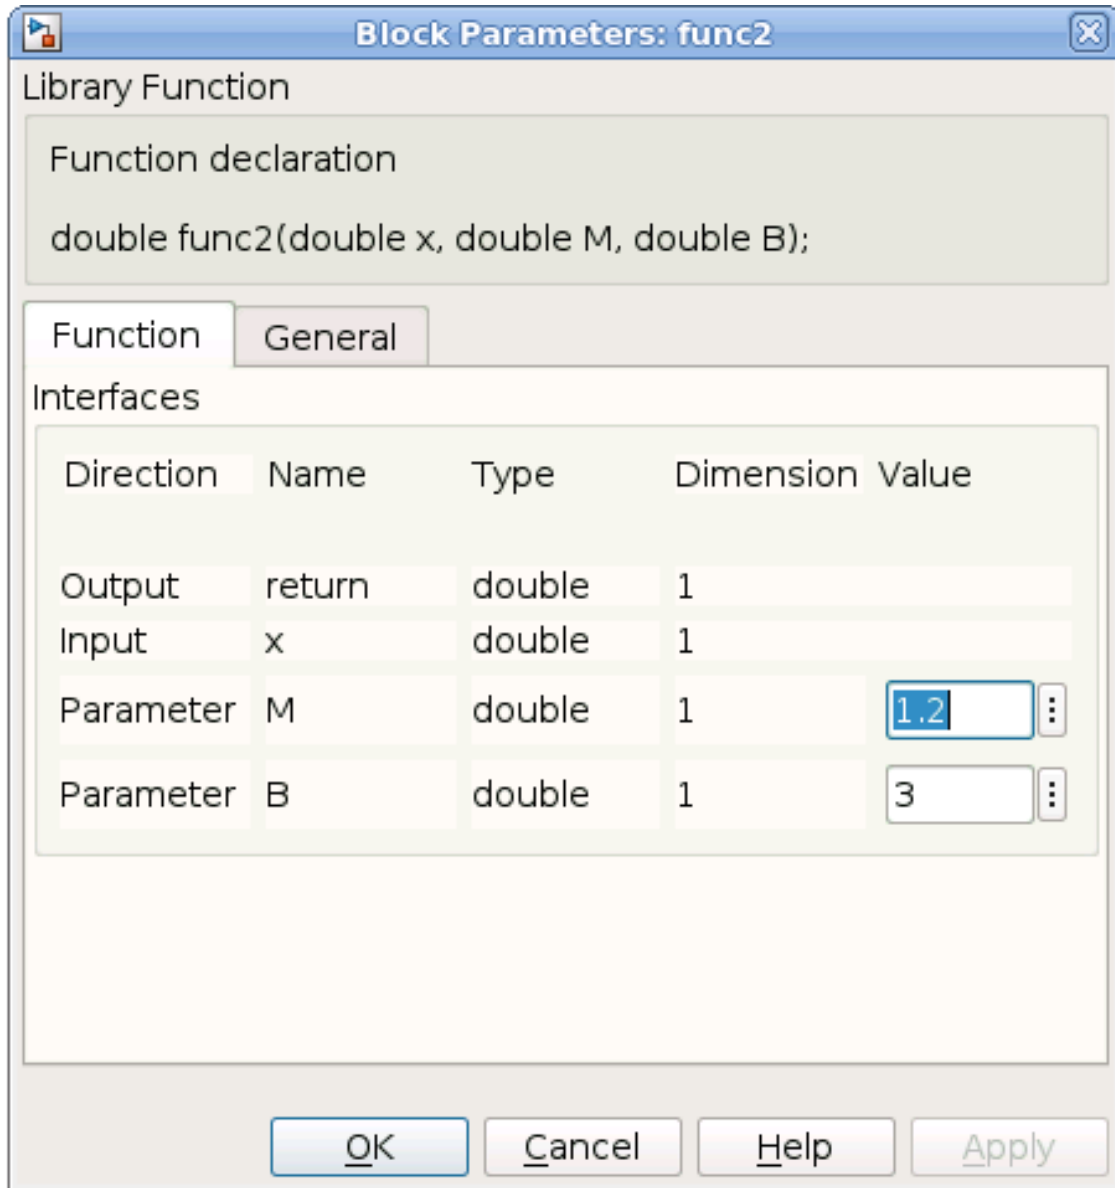 Block Parameters: func2
Library Function
Function declaration
double func2(double x, double M, double B);
Function General
Interfaces
Direction Name Type Dimension Value
Output return double 1
Input x double 1
Parameter M double 1 1.2
Parameter B double 1 3
OK Cancel Help Apply